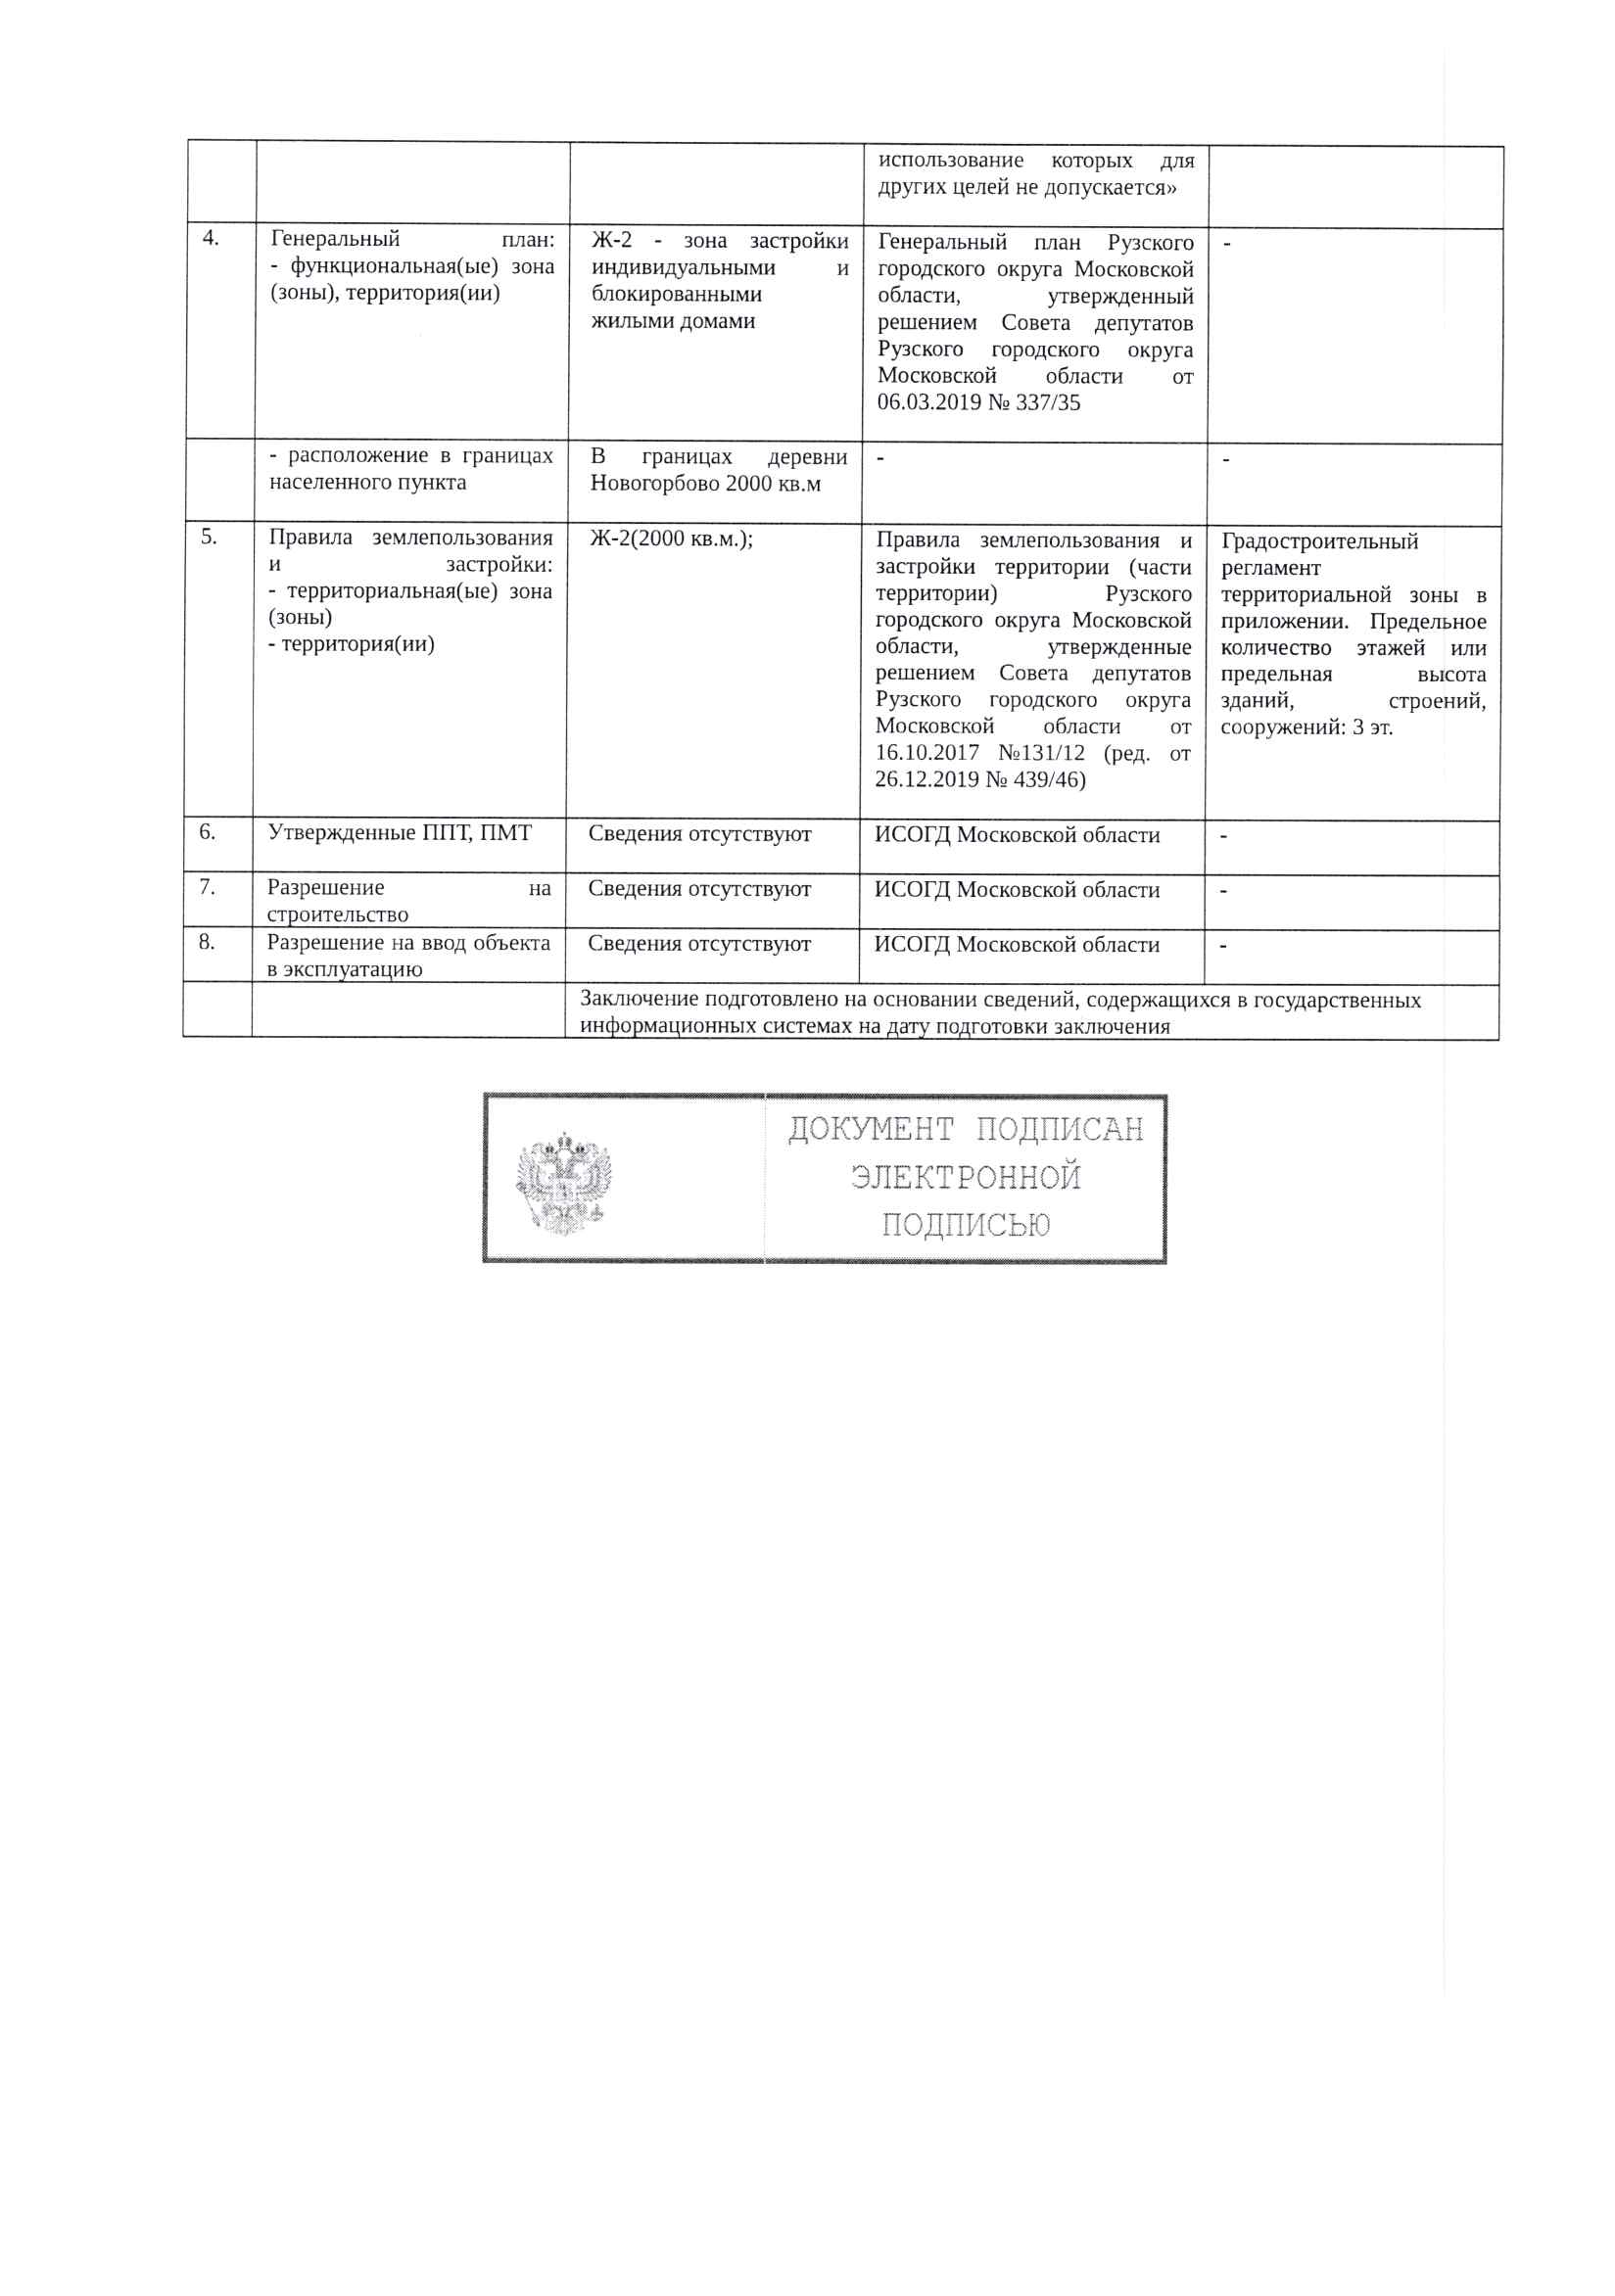 использование которых для
других целей не допускается»
4.
Генеральный план:
- функциональная(ые) зона
(зоны), территория(ии)
Ж-2 - зона застройки
индивидуальными и
блокированными
жилыми домами
Генеральный план Рузского
городского округа Московской
области, утвержденный
решением Совета депутатов
Рузского городского округа
Московской области от
06.03.2019 № 337/35
-
- расположение в границах
населенного пункта
В границах деревни
Новогорбово 2000 кв.м
-
-
5.
Правила землепользования
и застройки:
- территориальная(ые) зона
(зоны)
- территория(ии)
Ж-2(2000 кв.м.);
Правила землепользования и
застройки территории (части
территории) Рузского
городского округа Московской
области, утвержденные
решением Совета депутатов
Рузского городского округа
Московской области от
16.10.2017 №131/12 (ред. от
26.12.2019 № 439/46)
Градостроительный
регламент
территориальной зоны в
приложении. Предельное
количество этажей или
предельная высота
зданий, строений,
сооружений: 3 эт.
6.
Утвержденные ППТ, ПМТ
Сведения отсутствуют
ИСОГД Московской области
-
7.
Разрешение на
строительство
Сведения отсутствуют
ИСОГД Московской области
-
8.
Разрешение на ввод объекта
в эксплуатацию
Сведения отсутствуют
ИСОГД Московской области
-
Заключение подготовлено на основании сведений, содержащихся в государственных
информационных системах на дату подготовки заключения
ДОКУМЕНТ ПОДПИСАН
ЭЛЕКТРОННОЙ
ПОДПИСЬЮ